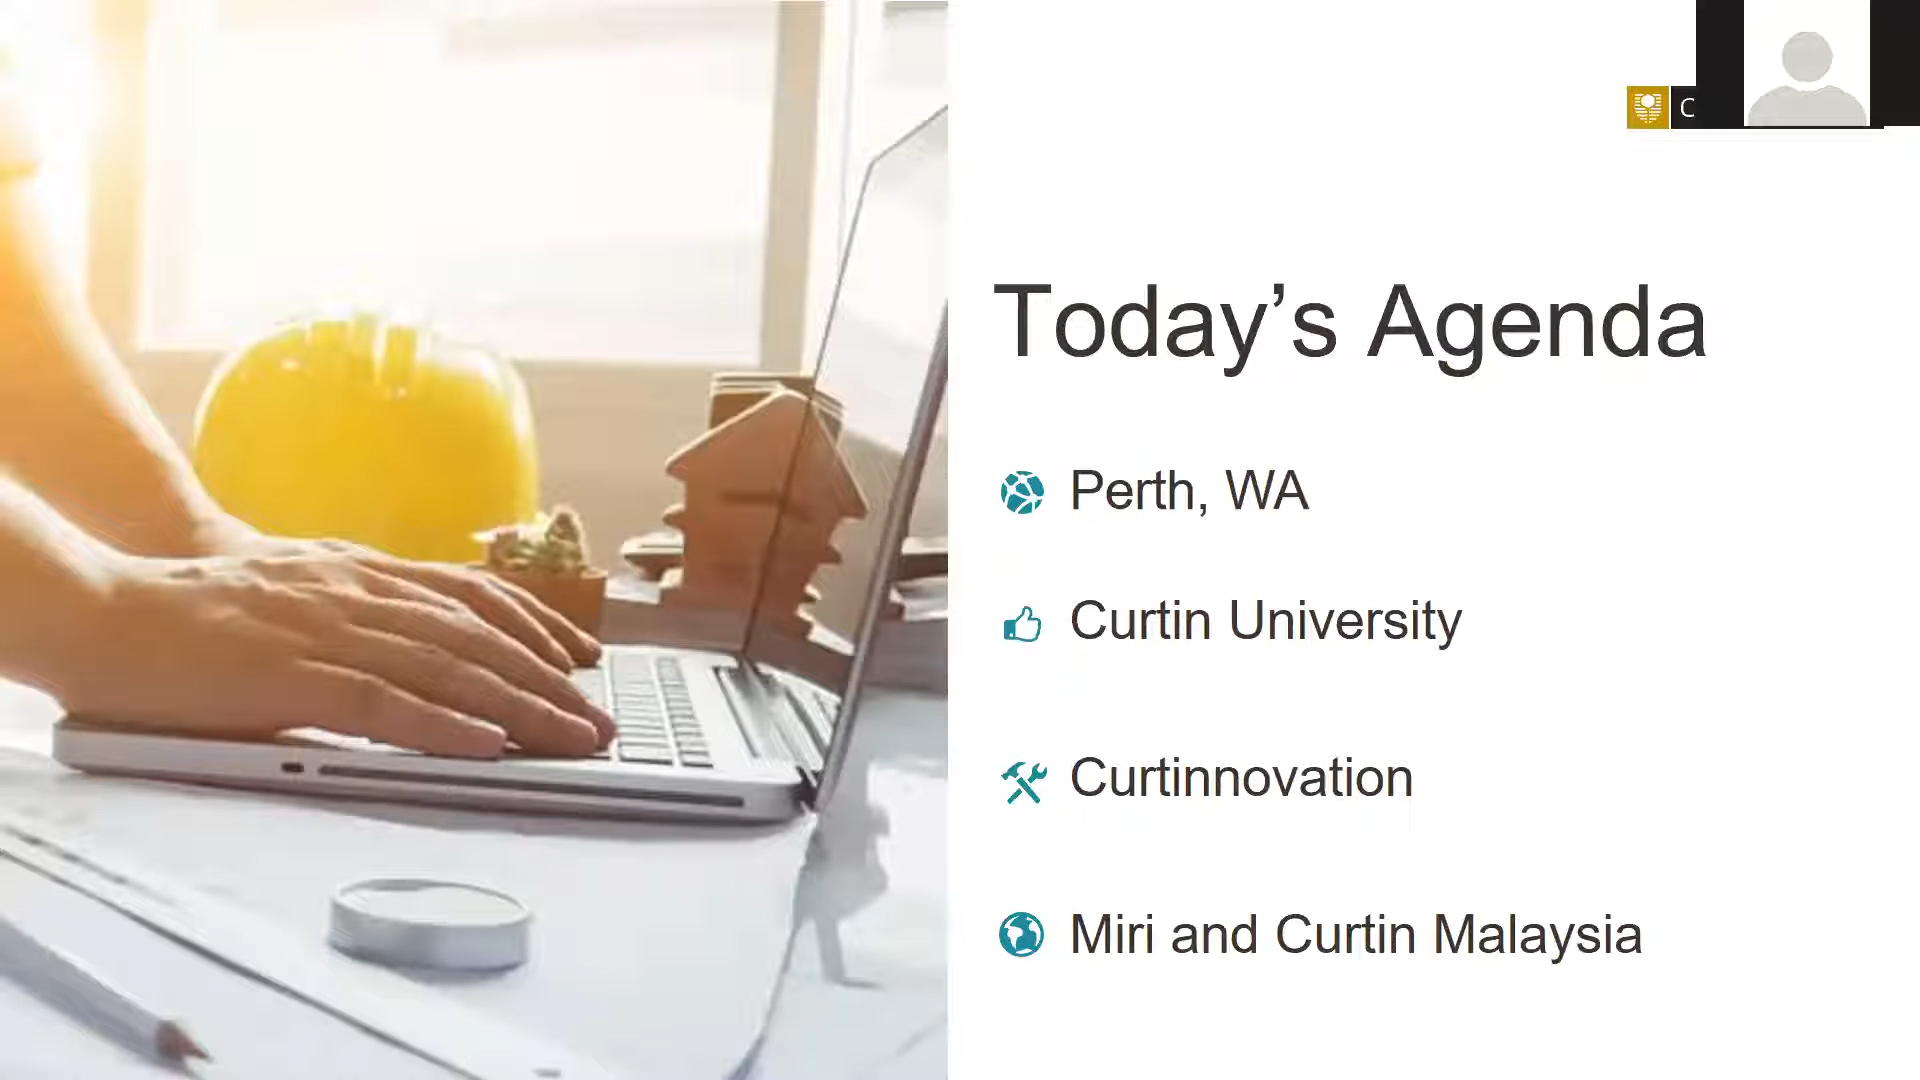 C
Today’s Agenda
Perth, WA
Curtin University
Curtinnovation
Miri and Curtin Malaysia